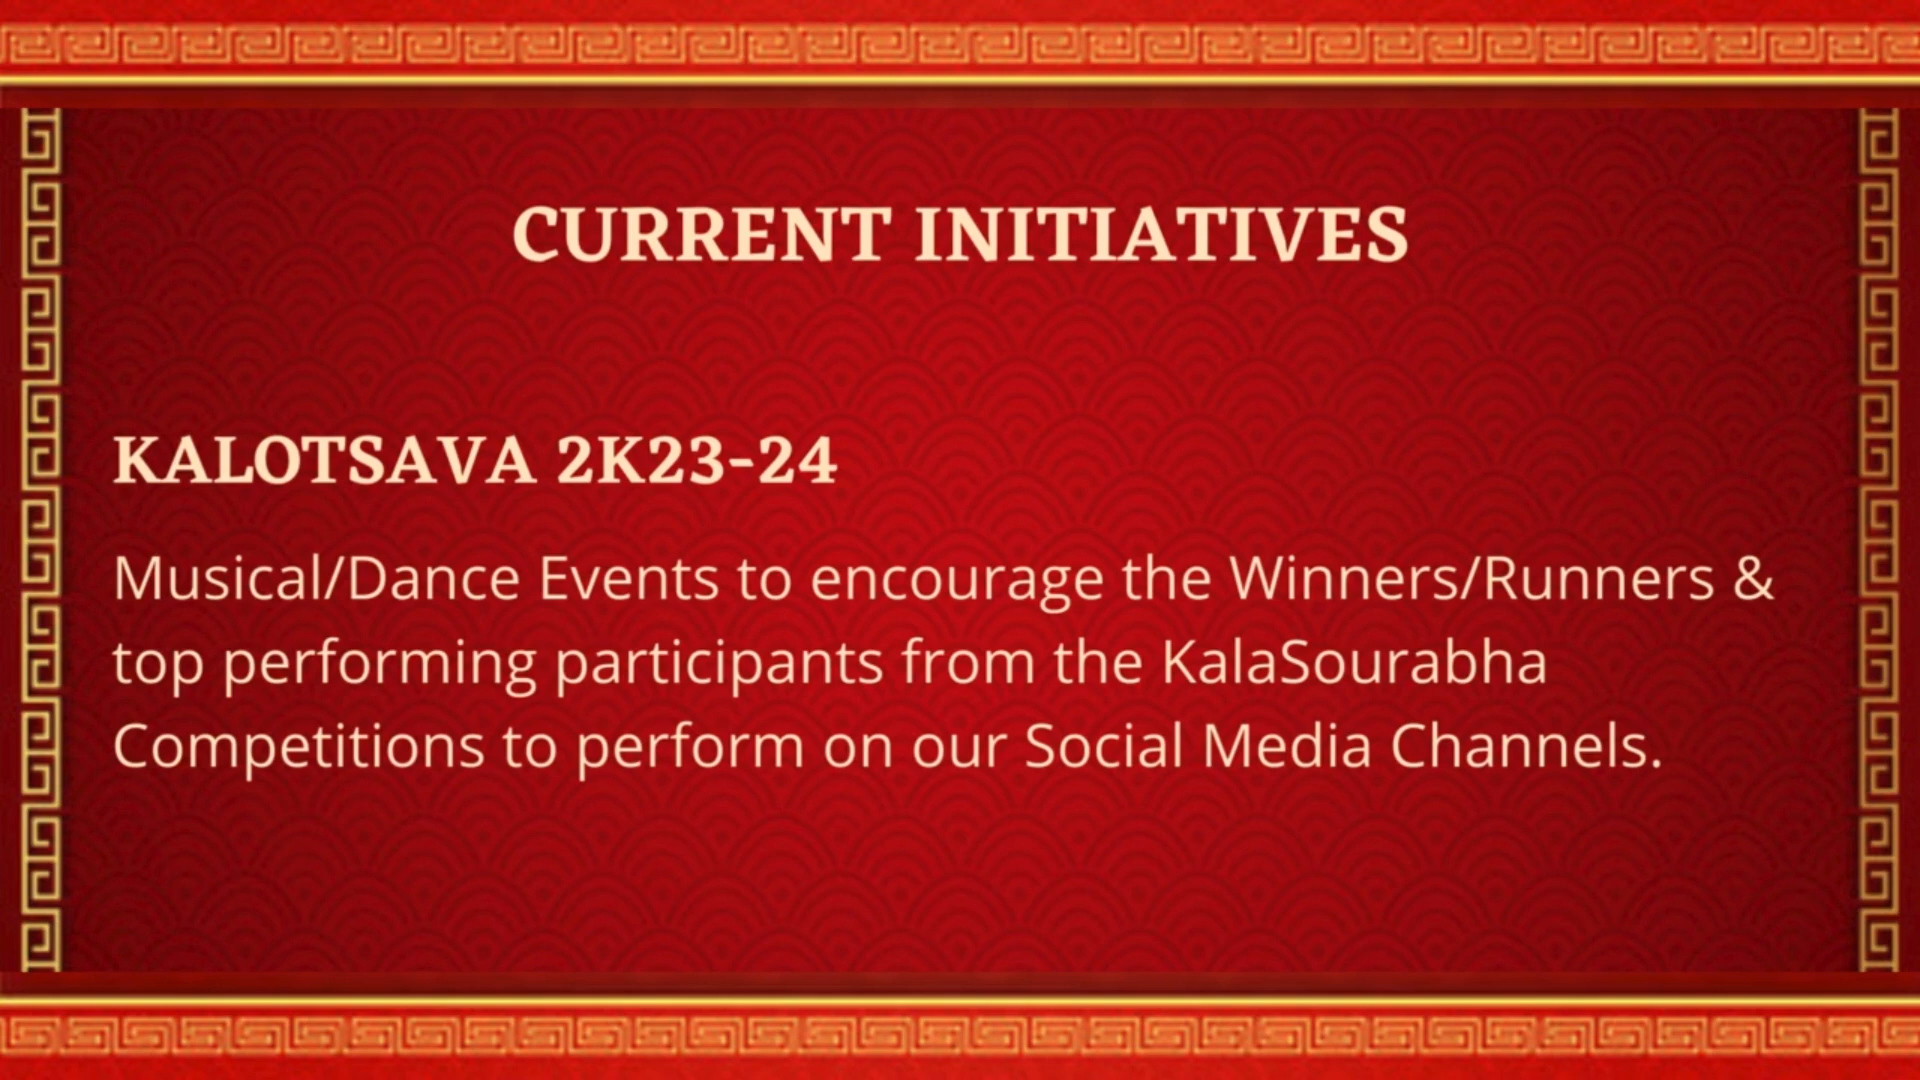 CURRENT INITIATIVES
KALOTSAVA 2K23-24
Musical/Dance Events to encourage the Winners/Runners &
top performing participants from the KalaSourabha
Competitions to perform on our Social Media Channels.